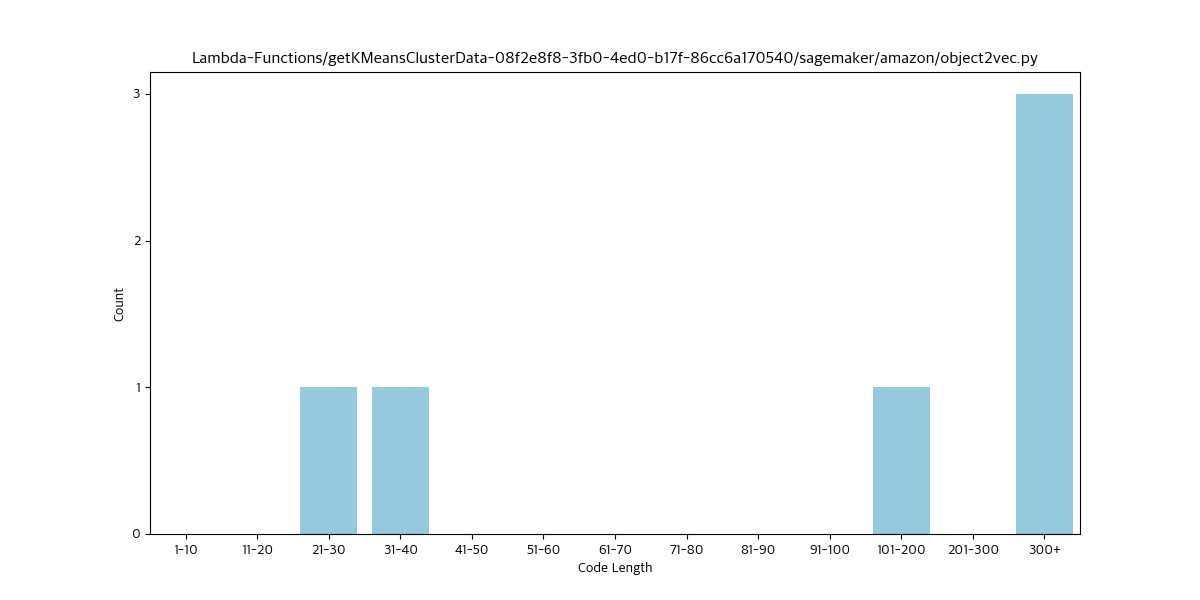 Lambda-Functions/getKMeansClusterData-08f2e8f8-3fb0-4ed0-b17f-86cc6a170540/sagemaker/amazon/object2vec.py
3
2
1
0
Count
1-10 11-20 21-30 31-40 41-50 51-60 61-70 71-80 81-90 91-100 101-200 201-300 300+
Code Length